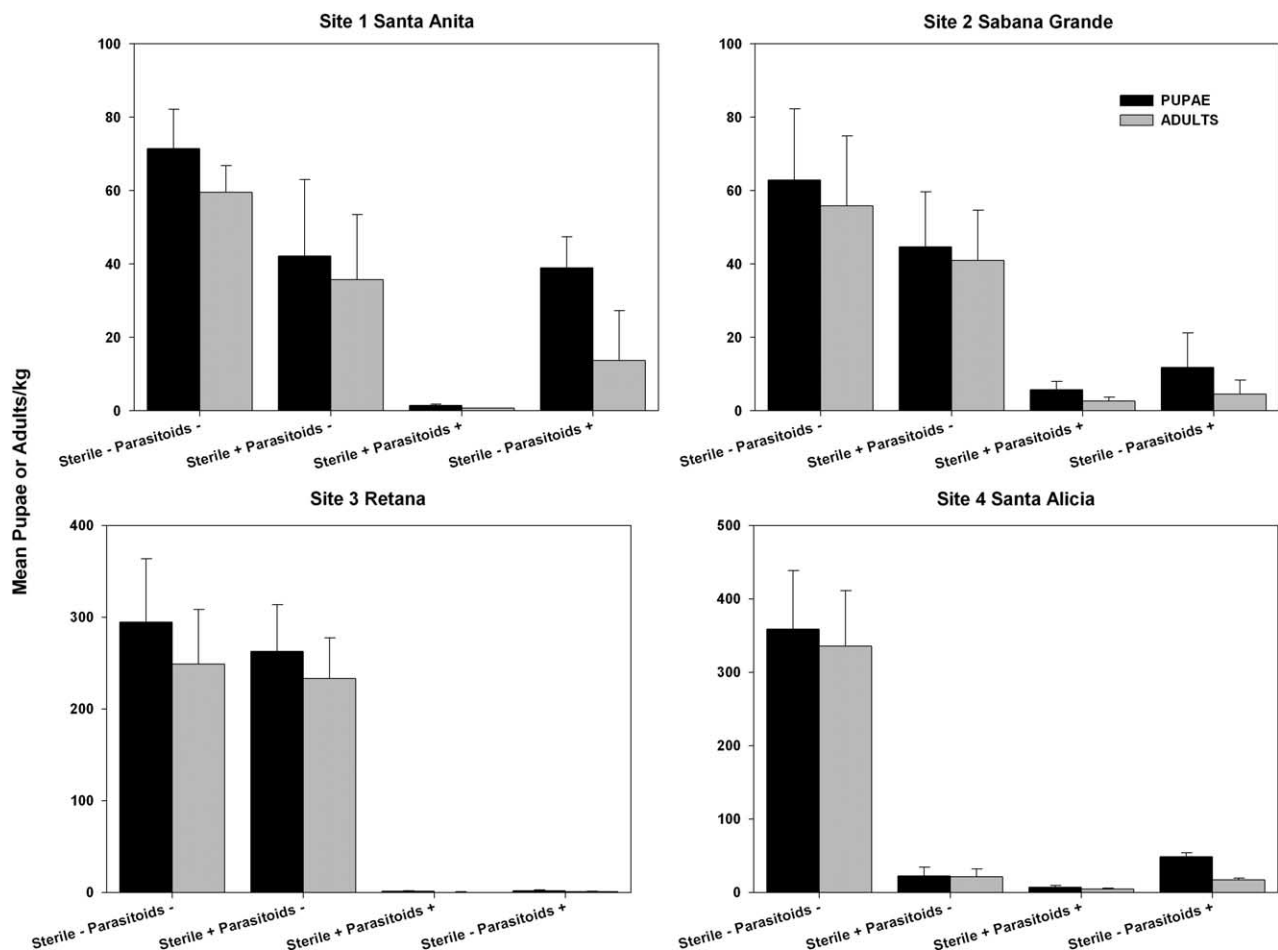 Site 1 Santa Anita
100
80
60
40
20
0
Sterile - Parasitoids -
Sterile + Parasitoids -
Sterile + Parasitoids +
Sterile - Parasitoids +
Site 2 Sabana Grande
100
80
60
40
20
0
PUPAE
ADULTS
Sterile - Parasitoids -
Sterile + Parasitoids -
Sterile + Parasitoids +
Sterile - Parasitoids +
Mean Pupae or Adults/kg
Site 3 Retana
400
300
200
100
0
Sterile - Parasitoids -
Sterile + Parasitoids -
Sterile + Parasitoids +
Sterile - Parasitoids +
Site 4 Santa Alicia
500
400
300
200
100
0
Sterile - Parasitoids -
Sterile + Parasitoids -
Sterile + Parasitoids +
Sterile - Parasitoids +